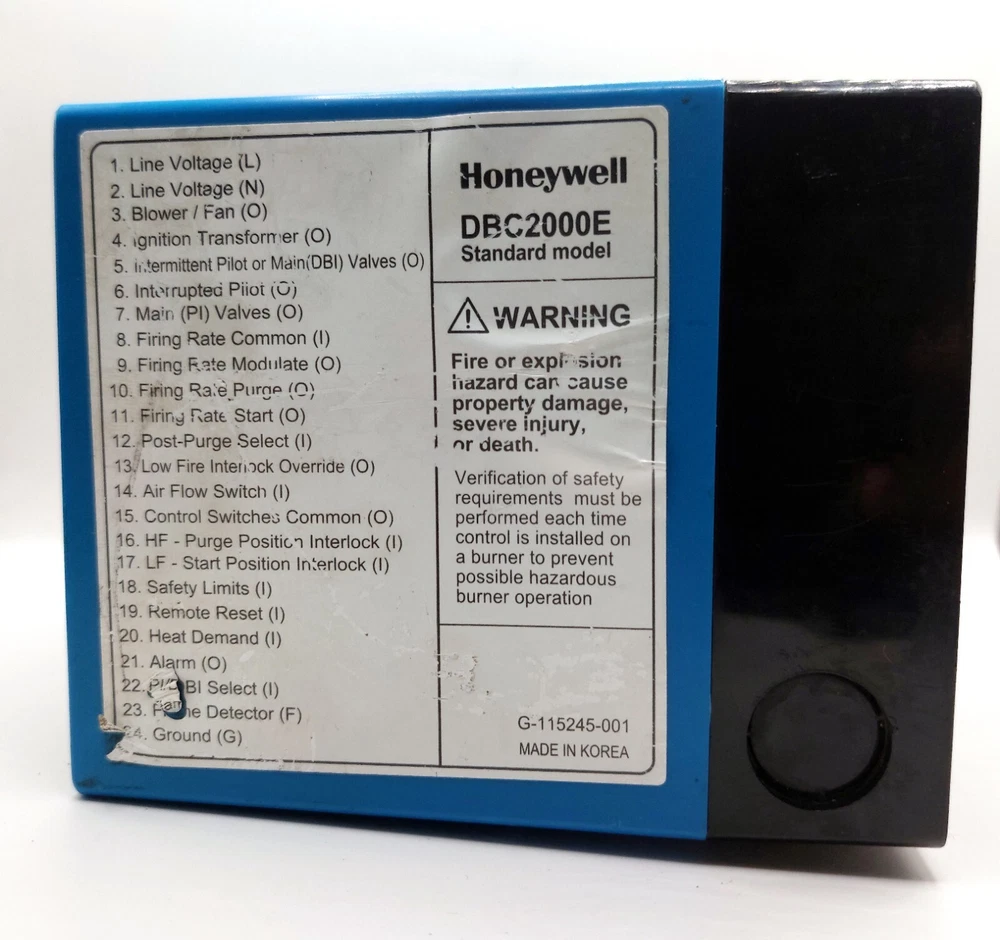 1. Line Voltage (L)
2. Line Voltage (N)
3. Blower / Fan (O)
4. Ignition Transformer (O)
5. Intermittent Pilot or Main(DBI) Valves (O)
6. Interrupted Pilot (O)
7. Main (PI) Valves (O)
8. Firing Rate Common (I)
9. Firing Rate Modulate (O)
10. Firing Rate Purge (O)
11. Firing Rate Start (O)
12. Post-Purge Select (I)
13. Low Fire Interlock Override (O)
14. Air Flow Switch (I)
15. Control Switches Common (O)
16. HF - Purge Position Interlock (I)
17. LF - Start Position Interlock (I)
18. Safety Limits (I)
19. Remote Reset (I)
20. Heat Demand (I)
21. Alarm (O)
22. Select (I)
23. Detector (F)
24. Ground (G)
Honeywell
DBC2000E
Standard model
WARNING
Fire or explosion
hazard can cause
property damage,
severe injury,
or death.
Verification of safety
requirements must be
performed each time
control is installed on
a burner to prevent
possible hazardous
burner operation
G-115245-001
MADE IN KOREA